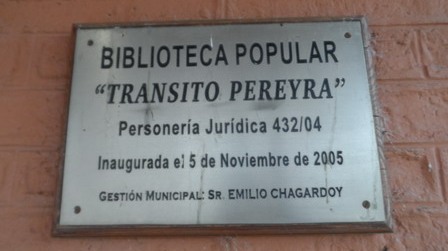 BIBLIOTECA POPULAR
“TRANSITO PEREYRA”
Personería Jurídica 432/04
Inaugurada el 5 de Noviembre de 2005
GESTIÓN MUNICIPAL: SR. EMILIO CHAGARDOY